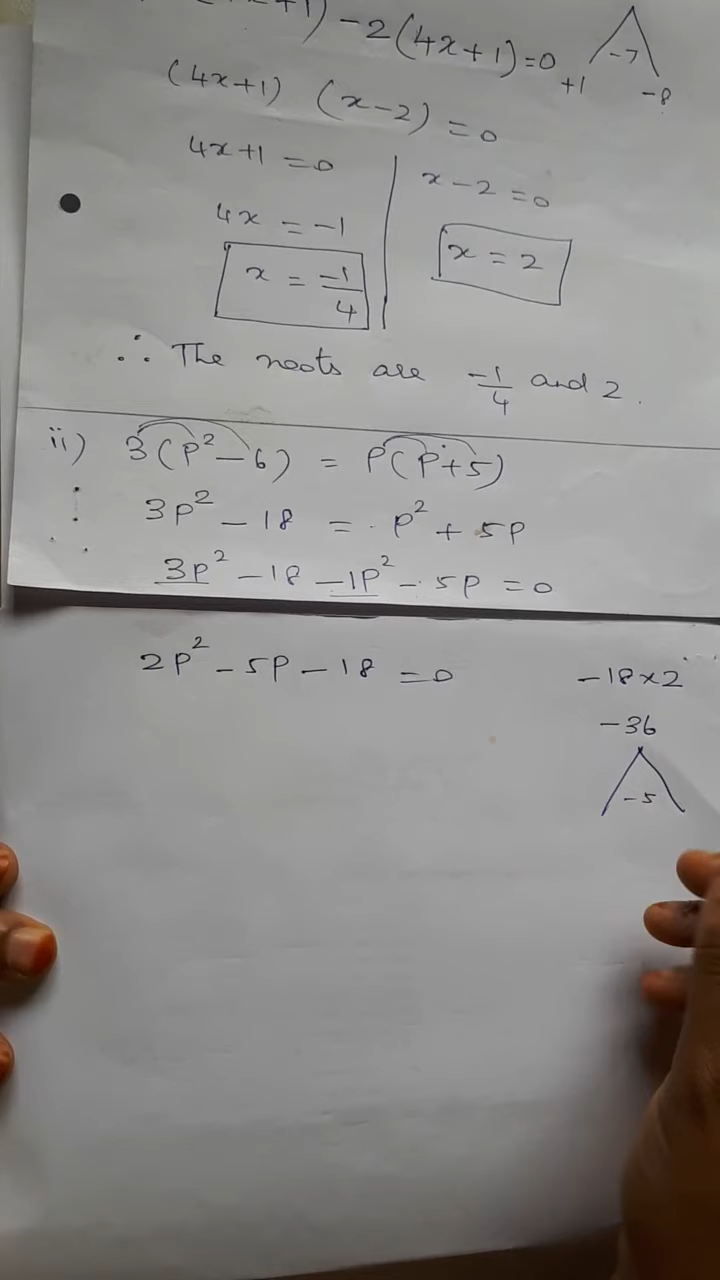 +1) -2(4x+1)=0
-7
+1 -8
(4x+1) (x-2) =0
4x+1 =0
x-2 =0
4x = -1
x = -1/4
x = 2
∴ The roots are -1/4 and 2.
ii) 3(P²-6) = P(P+5)
3P² - 18 = P² + 5P
3P² - 18 - 1P² - 5P = 0
2P² - 5P - 18 = 0
-18×2
-36
-5